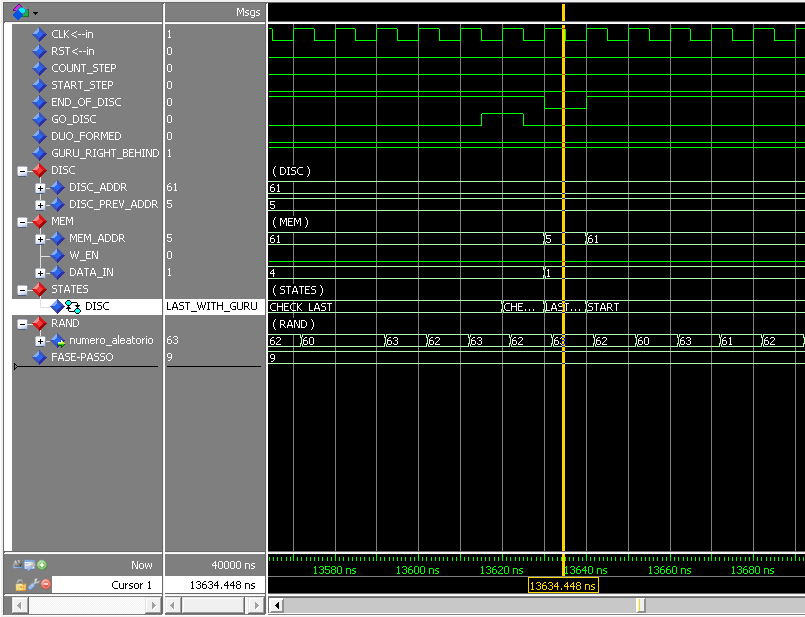 Msgs
CLK<--in 1
RST<--in 0
COUNT_STEP 0
START_STEP 0
END_OF_DISC 0
GO_DISC 0
DUO_FORMED 0
GURU_RIGHT_BEHIND 1
DISC ( DISC )
DISC_ADDR 61 61
DISC_PREV_ADDR 5 5
MEM ( MEM )
MEM_ADDR 5 61 5 61
W_EN 0
DATA_IN 1 4 1
STATES ( STATES )
DISC LAST_WITH_GURU CHECK LAST CHE... LAS... START
RAND ( RAND )
numero_aleatorio 63 62 60 63 62 63 62 62 60 63 61 62
FASE-PASSO 9 9
Now 40000 ns 13580 ns 13600 ns 13620 ns 13640 ns 13660 ns 13680 ns
Cursor 1 13634.448 ns 13634.448 ns